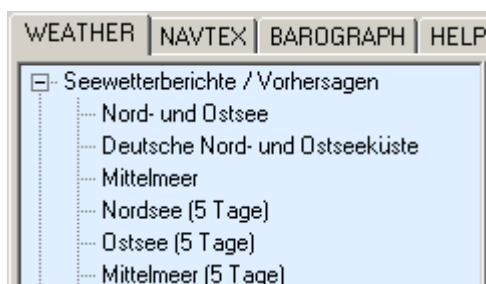 WEATHER NAVTEX BAROGRAPH HELP
Seewetterberichte / Vorhersagen
Nord- und Ostsee
Deutsche Nord- und Ostseeküste
Mittelmeer
Nordsee (5 Tage)
Ostsee (5 Tage)
Mittelmeer (5 Tage)